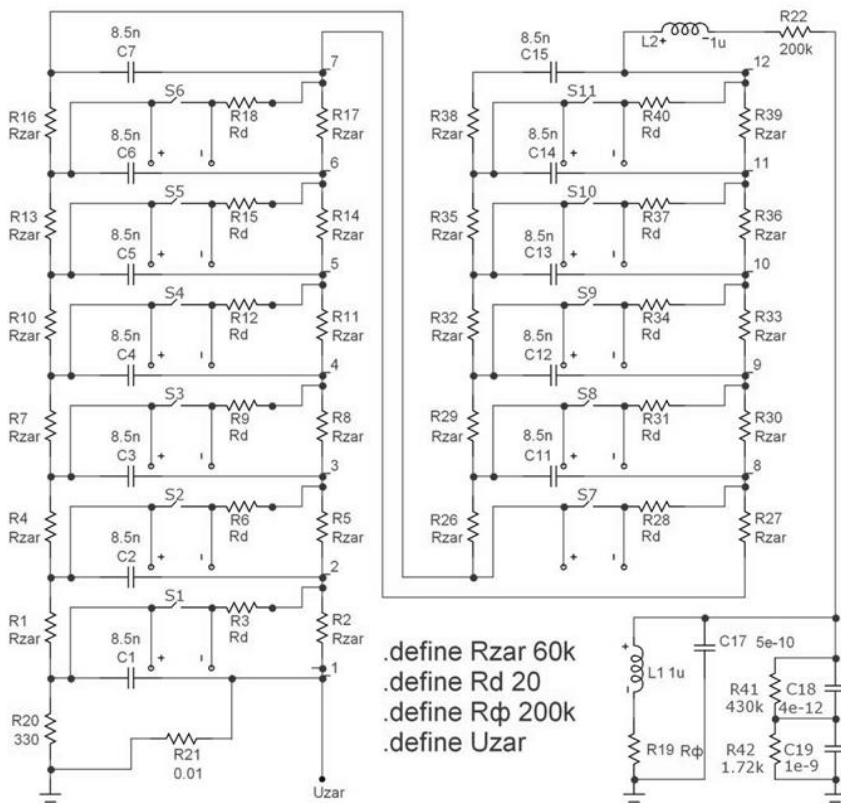 8.5n
C7
7
R16
Rzar
S6
R18
Rd
R17
Rzar
8.5n
C6
+
-
6
R13
Rzar
S5
R15
Rd
R14
Rzar
8.5n
C5
+
-
5
R10
Rzar
S4
R12
Rd
R11
Rzar
8.5n
C4
+
-
4
R7
Rzar
S3
R9
Rd
R8
Rzar
8.5n
C3
+
-
3
R4
Rzar
S2
R6
Rd
R5
Rzar
8.5n
C2
+
-
2
R1
Rzar
S1
R3
Rd
R2
Rzar
8.5n
C1
+
-
1
R20
330
R21
0.01
Uzar
L2
+
-
1u
R22
200k
8.5n
C15
12
R38
Rzar
S11
R40
Rd
R39
Rzar
8.5n
C14
+
-
11
R35
Rzar
S10
R37
Rd
R36
Rzar
8.5n
C13
+
-
10
R32
Rzar
S9
R34
Rd
R33
Rzar
8.5n
C12
+
-
9
R29
Rzar
S8
R31
Rd
R30
Rzar
8.5n
C11
+
-
8
R26
Rzar
S7
R28
Rd
R27
Rzar
+
-
.define Rzar 60k
.define Rd 20
.define Rф 200k
.define Uzar
+
-
L1 1u
C17 5e-10
R19 Rф
R41
430k
C18
4e-12
R42
1.72k
C19
1e-9